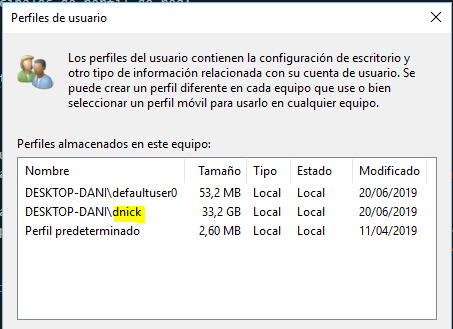 Perfiles de usuario
Los perfiles del usuario contienen la configuración de escritorio y
otro tipo de información relacionada con su cuenta de usuario. Se
puede crear un perfil diferente en cada equipo que use o bien
seleccionar un perfil móvil para usarlo en cualquier equipo.
Perfiles almacenados en este equipo:
Nombre Tamaño Tipo Estado Modificado
DESKTOP-DANI\defaultuser0 53,2 MB Local Local 20/06/2019
DESKTOP-DANI\dnick 33,2 GB Local Local 20/06/2019
Perfil predeterminado 2,60 MB Local Local 11/04/2019